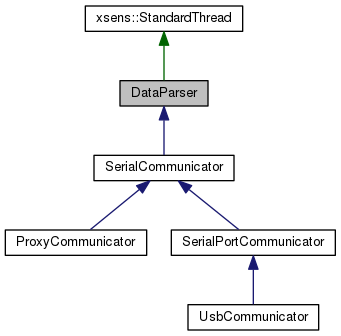 xsens::StandardThread
DataParser
SerialCommunicator
ProxyCommunicator
SerialPortCommunicator
UsbCommunicator